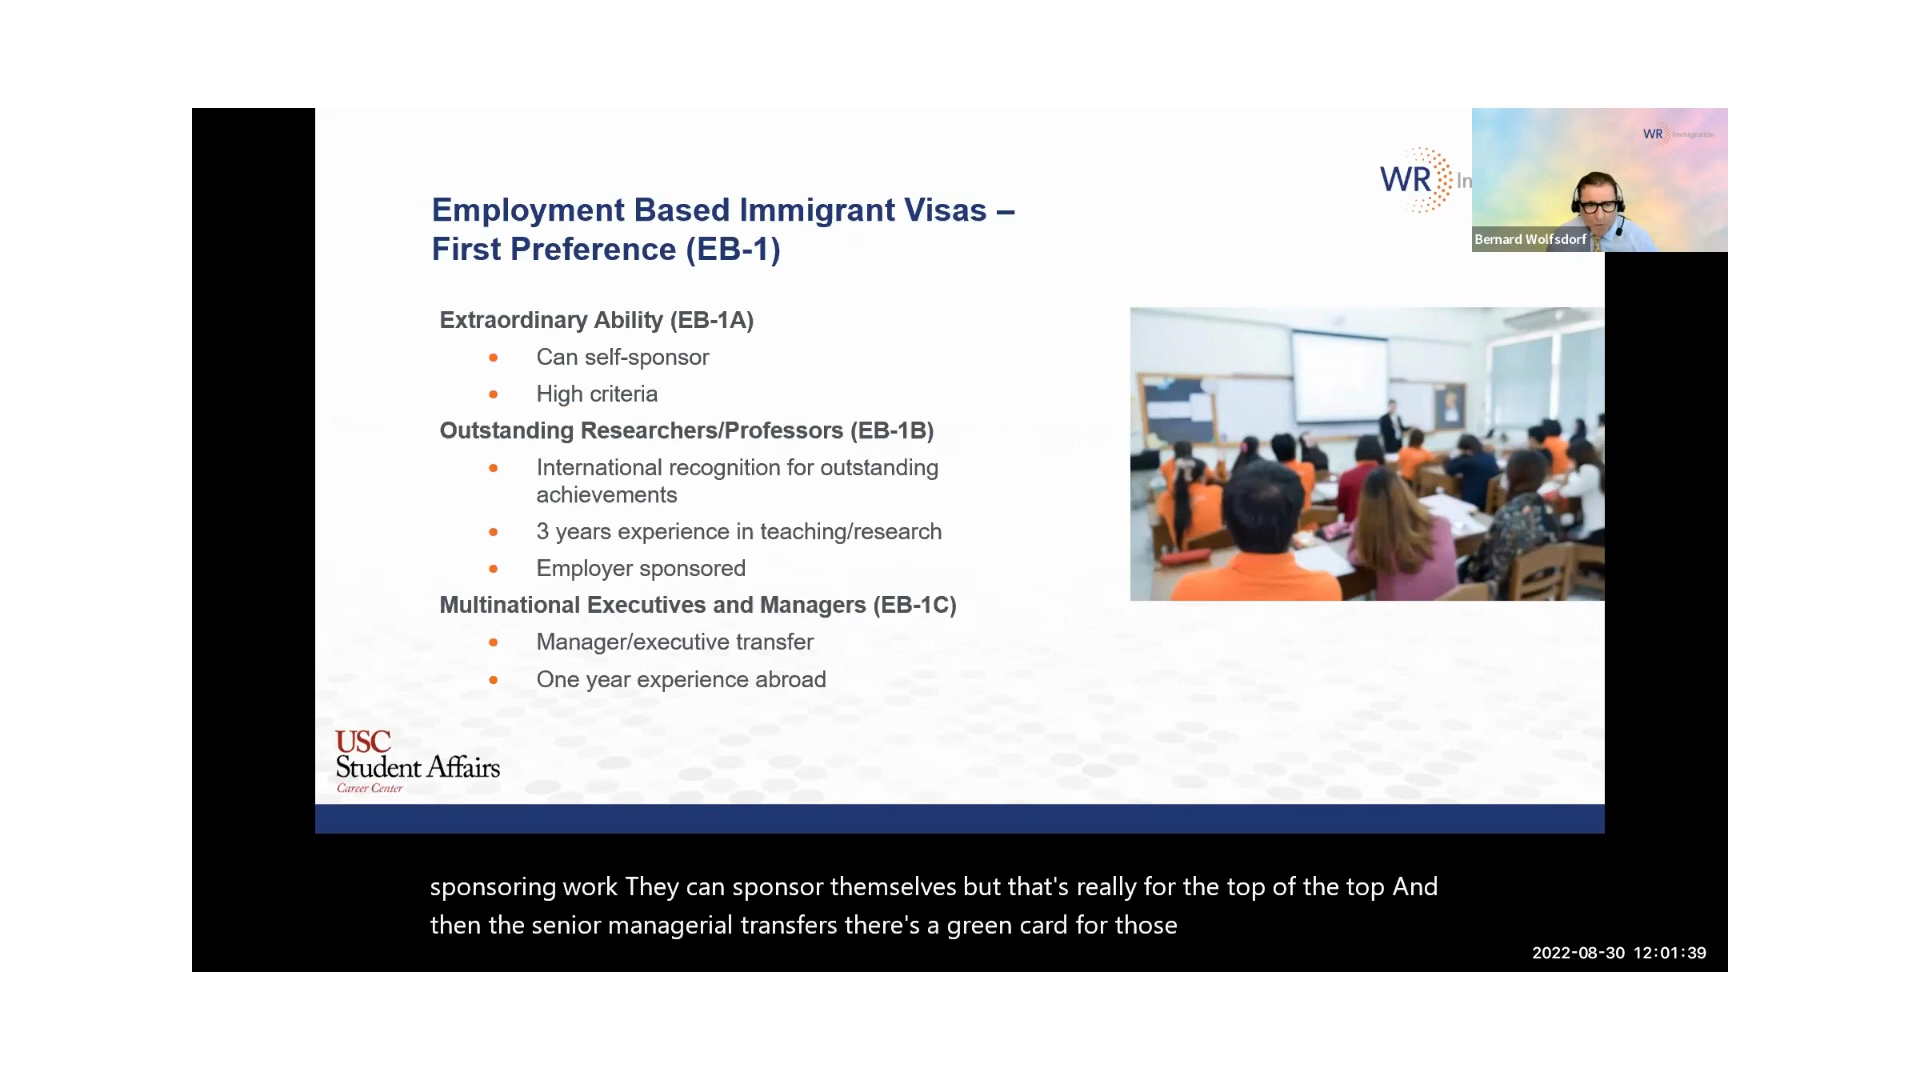 WR Immigration
WR
Bernard Wolfsdorf
Employment Based Immigrant Visas –
First Preference (EB-1)
Extraordinary Ability (EB-1A)
• Can self-sponsor
• High criteria
Outstanding Researchers/Professors (EB-1B)
• International recognition for outstanding
achievements
• 3 years experience in teaching/research
• Employer sponsored
Multinational Executives and Managers (EB-1C)
• Manager/executive transfer
• One year experience abroad
USC
Student Affairs
Career Center
sponsoring work They can sponsor themselves but that's really for the top of the top And
then the senior managerial transfers there's a green card for those
2022-08-30 12:01:39